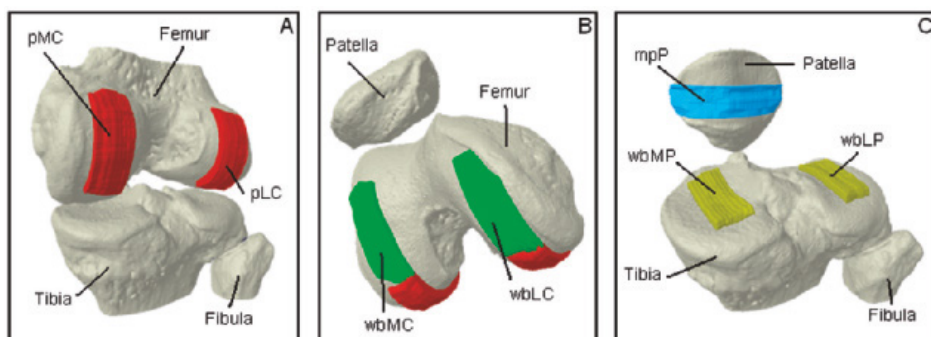 A
pMC
Femur
pLC
Tibia
Fibula
B
Patella
Femur
wbLC
wbMC
C
mpP
Patella
wbMP
wbLP
Tibia
Fibula